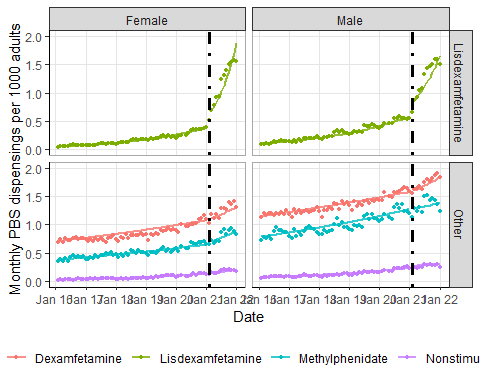 Female Male
Monthly PBS dispensings per 1000 adults
2.0
1.5
1.0
0.5
0.0
Lisdexamfetamine
2.0
1.5
1.0
0.5
0.0
Other
Jan 16 Jan 17 Jan 18 Jan 19 Jan 20 Jan 21 Jan 22 Jan 16 Jan 17 Jan 18 Jan 19 Jan 20 Jan 21 Jan 22
Date
Dexamfetamine Lisdexamfetamine Methylphenidate Nonstimu